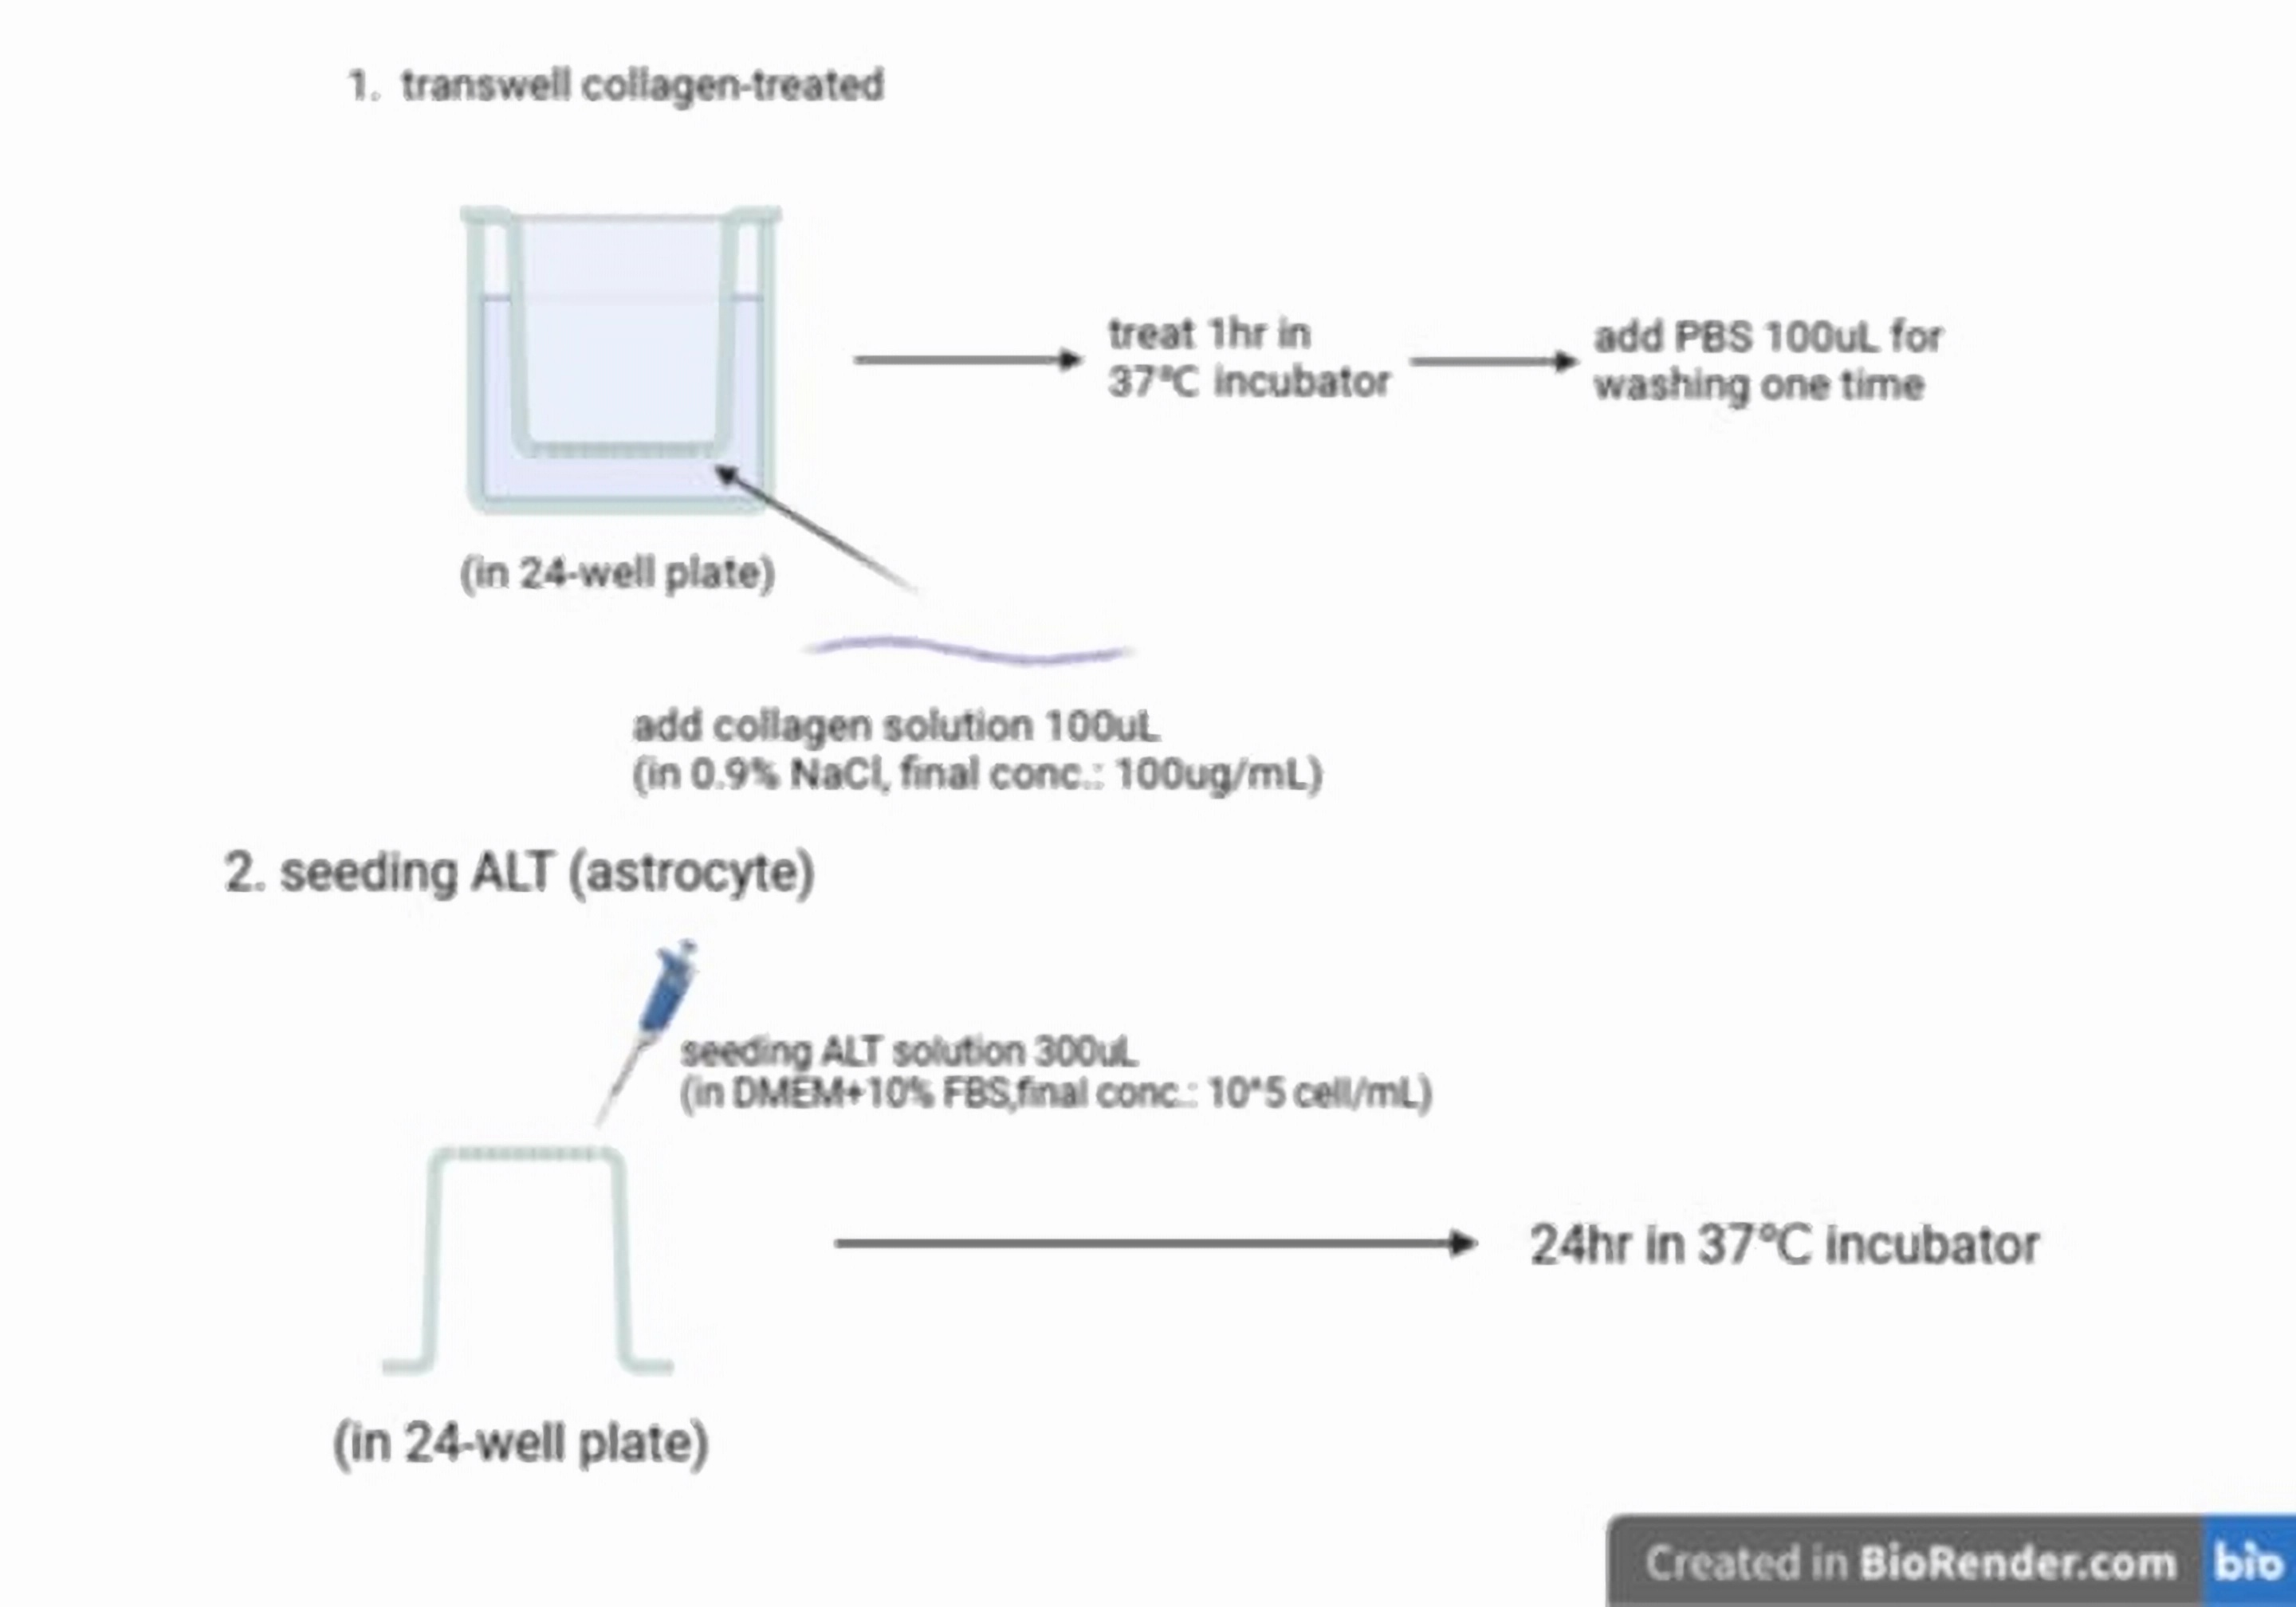 1. transwell collagen-treated
treat 1hr in
37°C incubator
add PBS 100uL for
washing one time
(in 24-well plate)
add collagen solution 100uL
(in 0.9% NaCl, final conc.: 100ug/mL)
2. seeding ALT (astrocyte)
seeding ALT solution 300uL
(in DMEM+10% FBS,final conc.: 10*5 cell/mL)
24hr in 37°C incubator
(in 24-well plate)
Created in BioRender.com bio